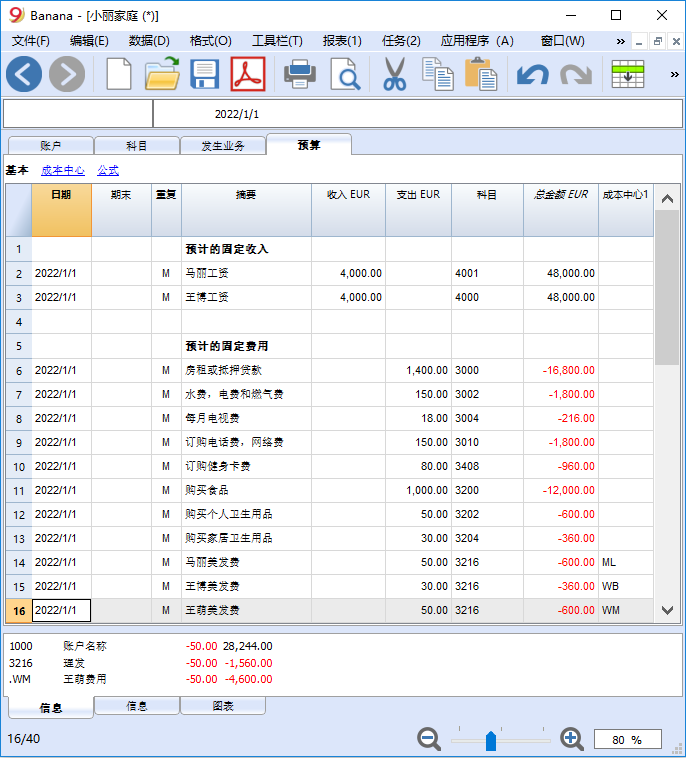 Banana - [小丽家庭 (*)]
文件(F) 编辑(E) 数据(D) 格式(O) 工具栏(T) 报表(1) 任务(2) 应用程序 (A) 窗口(W) »
»
2022/1/1
账户 科目 发生业务 预算
基本 成本中心 公式
日期 期末 重复 摘要 收入 EUR 支出 EUR 科目 总金额 EUR 成本中心1
1 预计的固定收入
2 2022/1/1 M 马丽工资 4,000.00 4001 48,000.00
3 2022/1/1 M 王博工资 4,000.00 4000 48,000.00
4
5 预计的固定费用
6 2022/1/1 M 房租或抵押贷款 1,400.00 3000 -16,800.00
7 2022/1/1 M 水费，电费和燃气费 150.00 3002 -1,800.00
8 2022/1/1 M 每月电视费 18.00 3004 -216.00
9 2022/1/1 M 订购电话费，网络费 150.00 3010 -1,800.00
10 2022/1/1 M 订购健身卡费 80.00 3408 -960.00
11 2022/1/1 M 购买食品 1,000.00 3200 -12,000.00
12 2022/1/1 M 购买个人卫生用品 50.00 3202 -600.00
13 2022/1/1 M 购买家居卫生用品 30.00 3204 -360.00
14 2022/1/1 M 马丽美发费 50.00 3216 -600.00 ML
15 2022/1/1 M 王博美发费 30.00 3216 -360.00 WB
16 2022/1/1 M 王萌美发费 50.00 3216 -600.00 WM
1000 账户名称 -50.00 28,244.00
3216 理发 -50.00 -1,560.00
.WM 王萌费用 -50.00 -4,600.00
信息 信息 图表
16/40 80 %